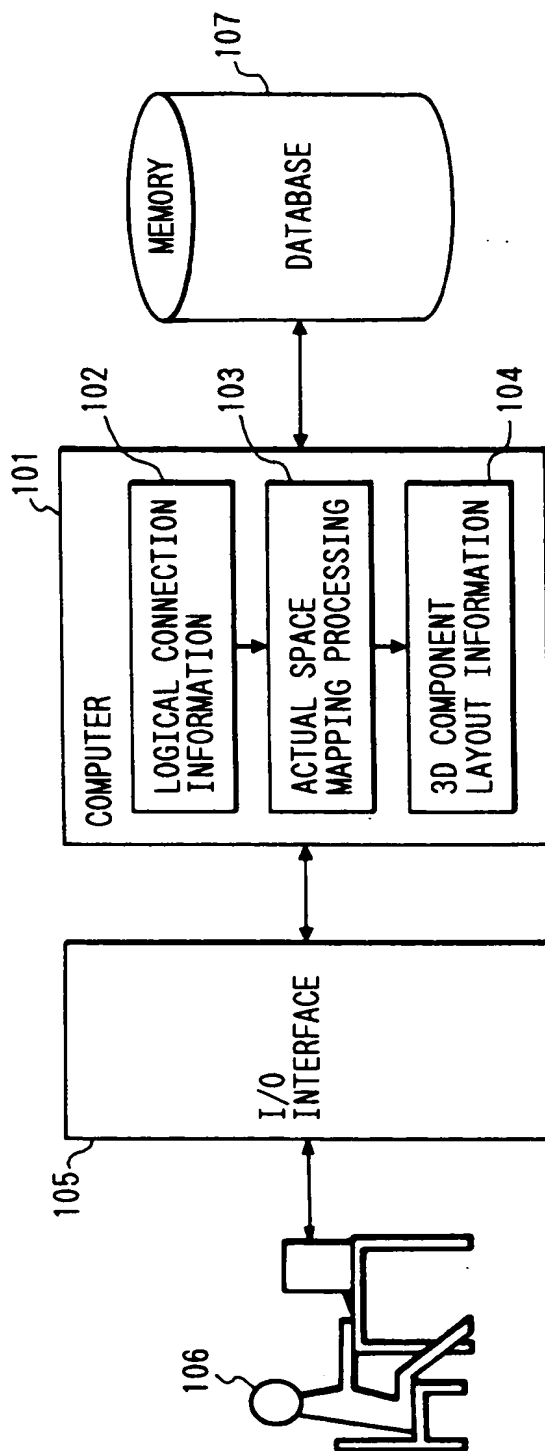 106
105
I/O
INTERFACE
101
COMPUTER
102
LOGICAL CONNECTION
INFORMATION
103
ACTUAL SPACE
MAPPING PROCESSING
104
3D COMPONENT
LAYOUT INFORMATION
107
MEMORY
DATABASE